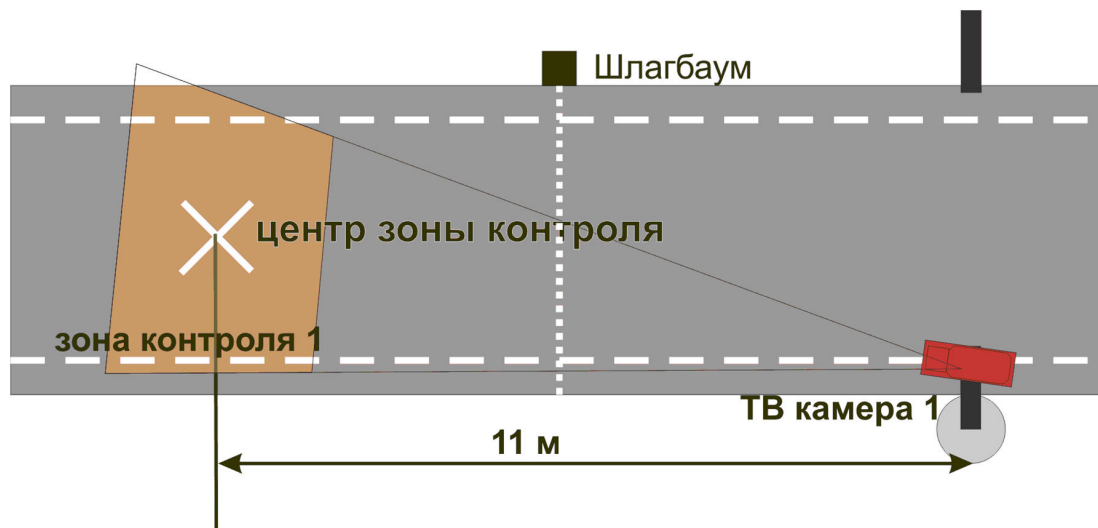 Шлагбаум
центр зоны контроля
зона контроля 1
ТВ камера 1
11 м